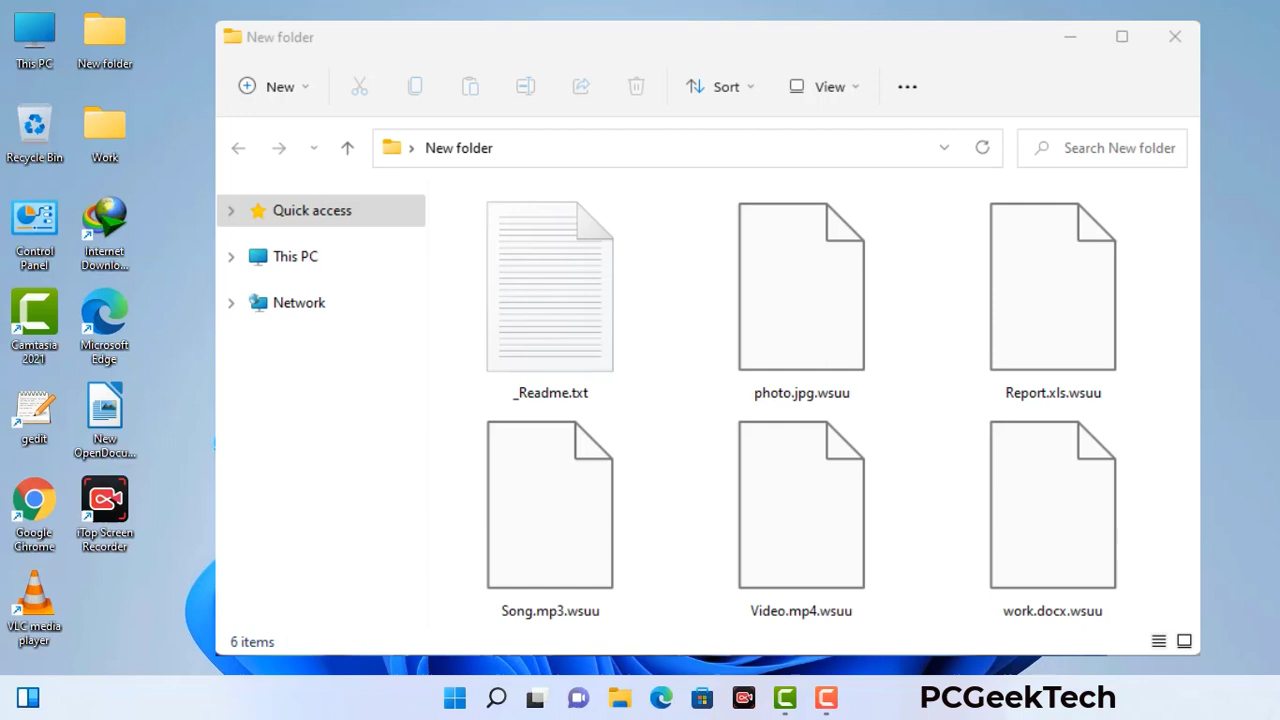 This PC
New folder
Recycle Bin
Work
Control
Panel
Internet
Downlo...
Camtasia
2021
Microsoft
Edge
gedit
New
OpenDocu...
Google
Chrome
iTop Screen
Recorder
VLC media
player
New folder
New
Sort
View
New folder
Search New folder
Quick access
This PC
Network
_Readme.txt
photo.jpg.wsuu
Report.xls.wsuu
Song.mp3.wsuu
Video.mp4.wsuu
work.docx.wsuu
6 items
PCGeekTech